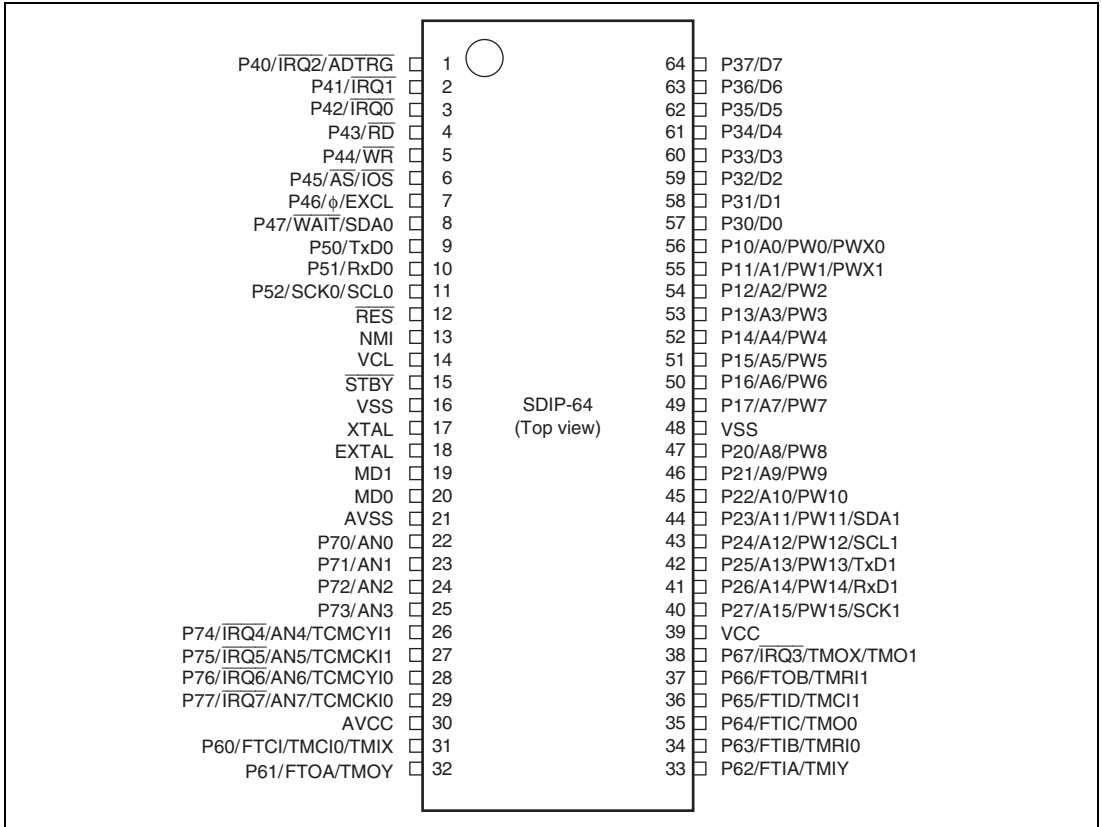 P40/IRQ2/ADTRG 1 64 P37/D7
P41/IRQ1 2 63 P36/D6
P42/IRQ0 3 62 P35/D5
P43/RD 4 61 P34/D4
P44/WR 5 60 P33/D3
P45/AS/IOS 6 59 P32/D2
P46/ϕ/EXCL 7 58 P31/D1
P47/WAIT/SDA0 8 57 P30/D0
P50/TxD0 9 56 P10/A0/PW0/PWX0
P51/RxD0 10 55 P11/A1/PW1/PWX1
P52/SCK0/SCL0 11 54 P12/A2/PW2
RES 12 53 P13/A3/PW3
NMI 13 52 P14/A4/PW4
VCL 14 51 P15/A5/PW5
STBY 15 50 P16/A6/PW6
VSS 16 SDIP-64 49 P17/A7/PW7
XTAL 17 (Top view) 48 VSS
EXTAL 18 47 P20/A8/PW8
MD1 19 46 P21/A9/PW9
MD0 20 45 P22/A10/PW10
AVSS 21 44 P23/A11/PW11/SDA1
P70/AN0 22 43 P24/A12/PW12/SCL1
P71/AN1 23 42 P25/A13/PW13/TxD1
P72/AN2 24 41 P26/A14/PW14/RxD1
P73/AN3 25 40 P27/A15/PW15/SCK1
P74/IRQ4/AN4/TCMCYI1 26 39 VCC
P75/IRQ5/AN5/TCMCKI1 27 38 P67/IRQ3/TMOX/TMO1
P76/IRQ6/AN6/TCMCYI0 28 37 P66/FTOB/TMRI1
P77/IRQ7/AN7/TCMCKI0 29 36 P65/FTID/TMCI1
AVCC 30 35 P64/FTIC/TMO0
P60/FTCI/TMCI0/TMIX 31 34 P63/FTIB/TMRI0
P61/FTOA/TMOY 32 33 P62/FTIA/TMIY